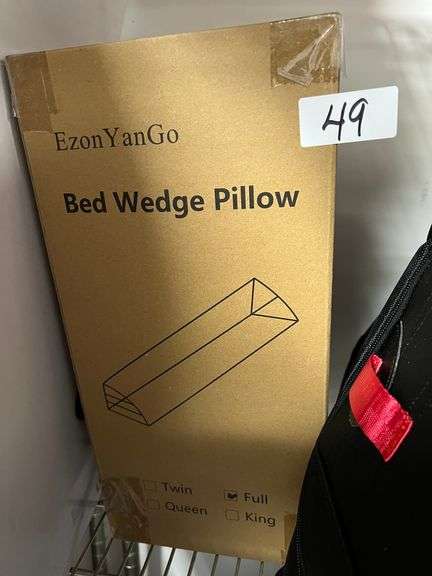 49
EzonYanGo
Bed Wedge Pillow
Twin Full
Queen King